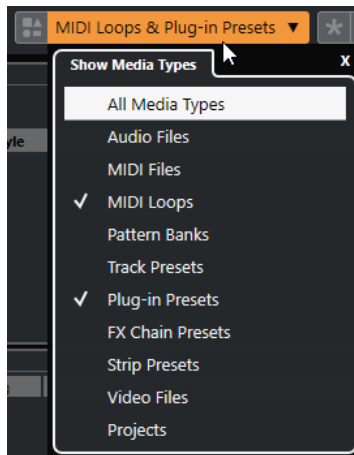 MIDI Loops & Plug-in Presets
Show Media Types X
All Media Types
Audio Files
MIDI Files
MIDI Loops
Pattern Banks
Track Presets
Plug-in Presets
FX Chain Presets
Strip Presets
Video Files
Projects